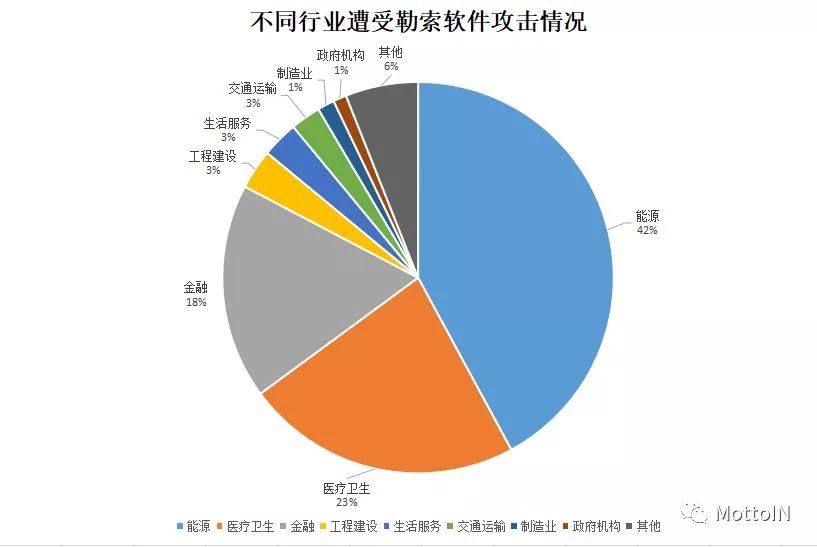 不同行业遭受勒索软件攻击情况
政府机构
1%
其他
6%
制造业
1%
交通运输
3%
生活服务
3%
工程建设
3%
能源
42%
金融
18%
医疗卫生
23%
能源 医疗卫生 金融 工程建设 生活服务 交通运输 制造业 政府机构 其他
MottoIN